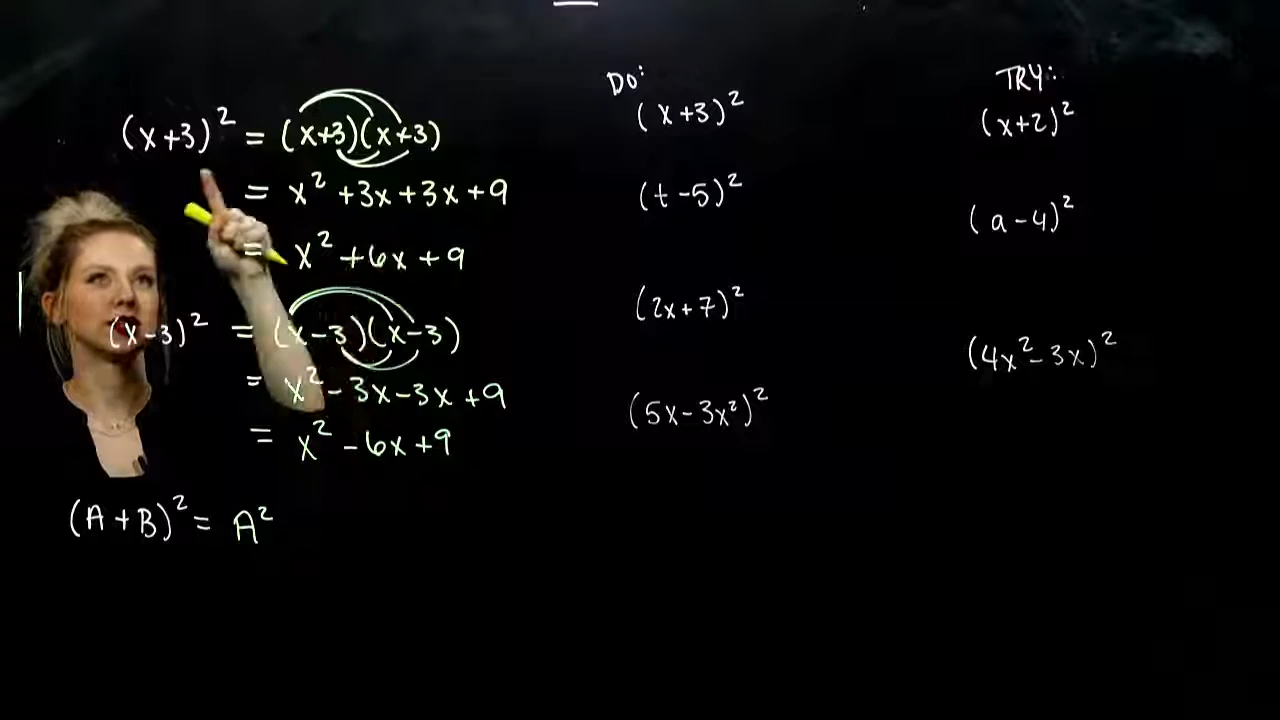 (x+3)² = (x+3)(x+3)
= x² +3x+3x+9
= x² +6x+9
(x-3)² = (x-3)(x-3)
= x² -3x-3x+9
= x² -6x+9
(A+B)² = A²
DO:
(x+3)²
(t-5)²
(2x+7)²
(5x-3x²)²
TRY:
(x+2)²
(a-4)²
(4x²-3x)²